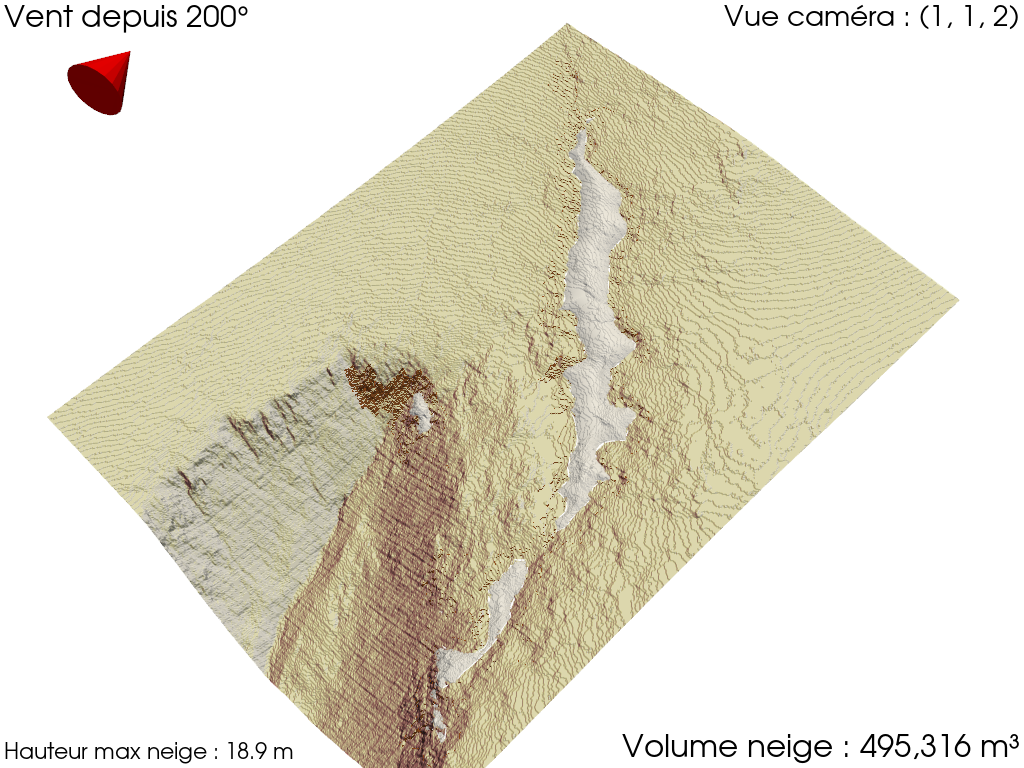 Vent depuis 200°
Vue caméra : (1, 1, 2)
Hauteur max neige : 18.9 m
Volume neige : 495,316 m³